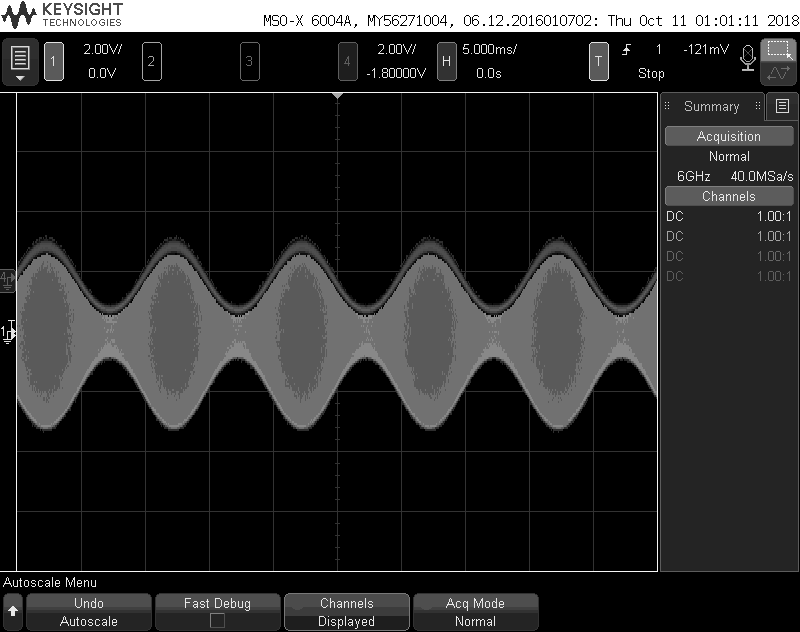 KEYSIGHT
TECHNOLOGIES
MSO-X 6004A, MY56271004, 06.12.2016010702: Thu Oct 11 01:01:11 2018
1 2.00V/ 2 3 4 2.00V/ H 5.000ms/ T 1 -121mV
0.0V -1.80000V 0.0s Stop
Summary
Acquisition
Normal
6GHz 40.0MSa/s
Channels
DC 1.00:1
DC 1.00:1
DC 1.00:1
DC 1.00:1
4
T
1
Autoscale Menu
Undo
Autoscale
Fast Debug
Channels
Displayed
Acq Mode
Normal